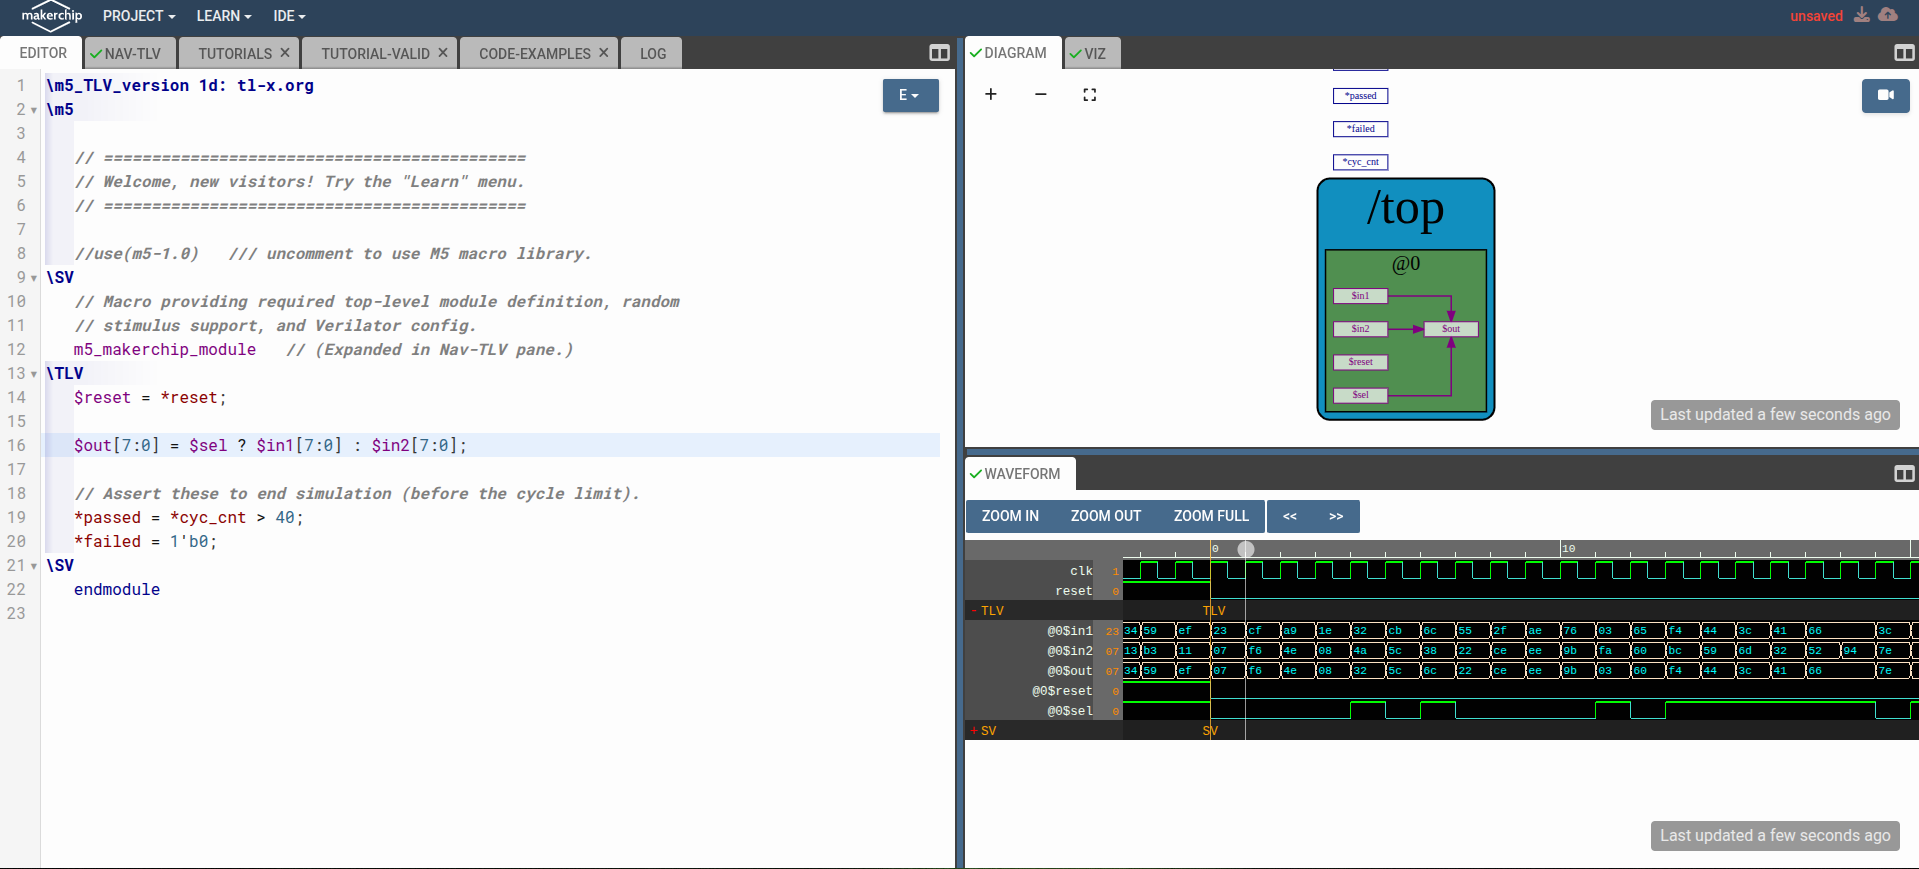 makerchip PROJECT LEARN IDE unsaved
EDITOR NAV-TLV TUTORIALS TUTORIAL-VALID CODE-EXAMPLES LOG
1 \m5_TLV_version 1d: tl-x.org
2 \m5
3
4 // ============================================
5 // Welcome, new visitors! Try the "Learn" menu.
6 // ============================================
7
8 //use(m5-1.0)   /// uncomment to use M5 macro library.
9 \SV
10 // Macro providing required top-level module definition, random
11 // stimulus support, and Verilator config.
12 m5_makerchip_module   // (Expanded in Nav-TLV pane.)
13 \TLV
14 $reset = *reset;
15
16 $out[7:0] = $sel ? $in1[7:0] : $in2[7:0];
17
18 // Assert these to end simulation (before the cycle limit).
19 *passed = *cyc_cnt > 40;
20 *failed = 1'b0;
21 \SV
22 endmodule
23
E
DIAGRAM VIZ
+ −
*passed
*failed
*cyc_cnt
/top
@0
$in1
$in2 $out
$reset
$sel
Last updated a few seconds ago
WAVEFORM
ZOOM IN ZOOM OUT ZOOM FULL << >>
0 10
clk 1
reset 0
- TLV TLV
@0$in1 23 34 59 ef 23 cf a9 1e 32 cb 6c 55 2f ae 76 03 65 f4 44 3c 41 66 3c
@0$in2 07 13 b3 11 07 f6 4e 08 4a 5c 38 22 ce ee 9b fa 60 bc 59 6d 32 52 94 7e
@0$out 07 34 59 ef 07 f6 4e 08 32 5c 6c 22 ce ee 9b 03 60 f4 44 3c 41 66 7e
@0$reset 0
@0$sel 0
+ SV SV
Last updated a few seconds ago